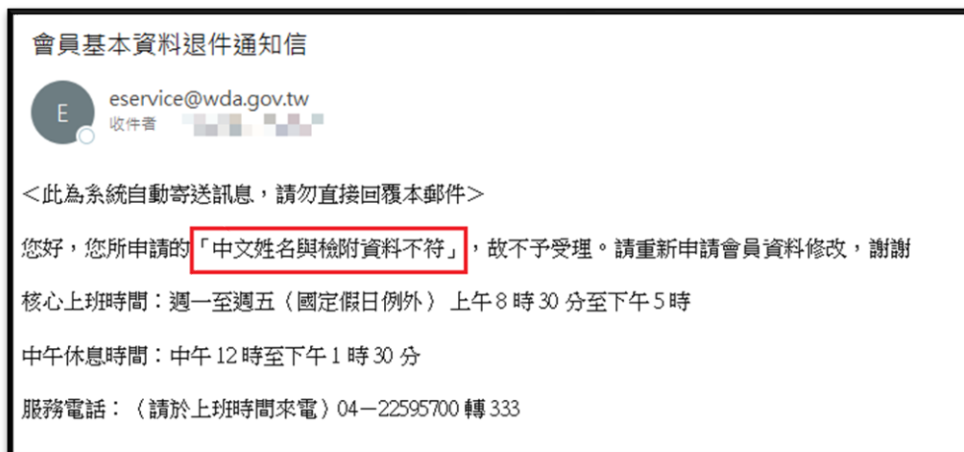 會員基本資料退件通知信
E
eservice@wda.gov.tw
收件者
<此為系統自動寄送訊息，請勿直接回覆本郵件>
您好，您所申請的「中文姓名與檢附資料不符」，故不予受理。請重新申請會員資料修改，謝謝
核心上班時間：週一至週五（國定假日例外）上午 8 時 30 分至下午 5 時
中午休息時間：中午 12 時至下午 1 時 30 分
服務電話：（請於上班時間來電）04－22595700 轉 333